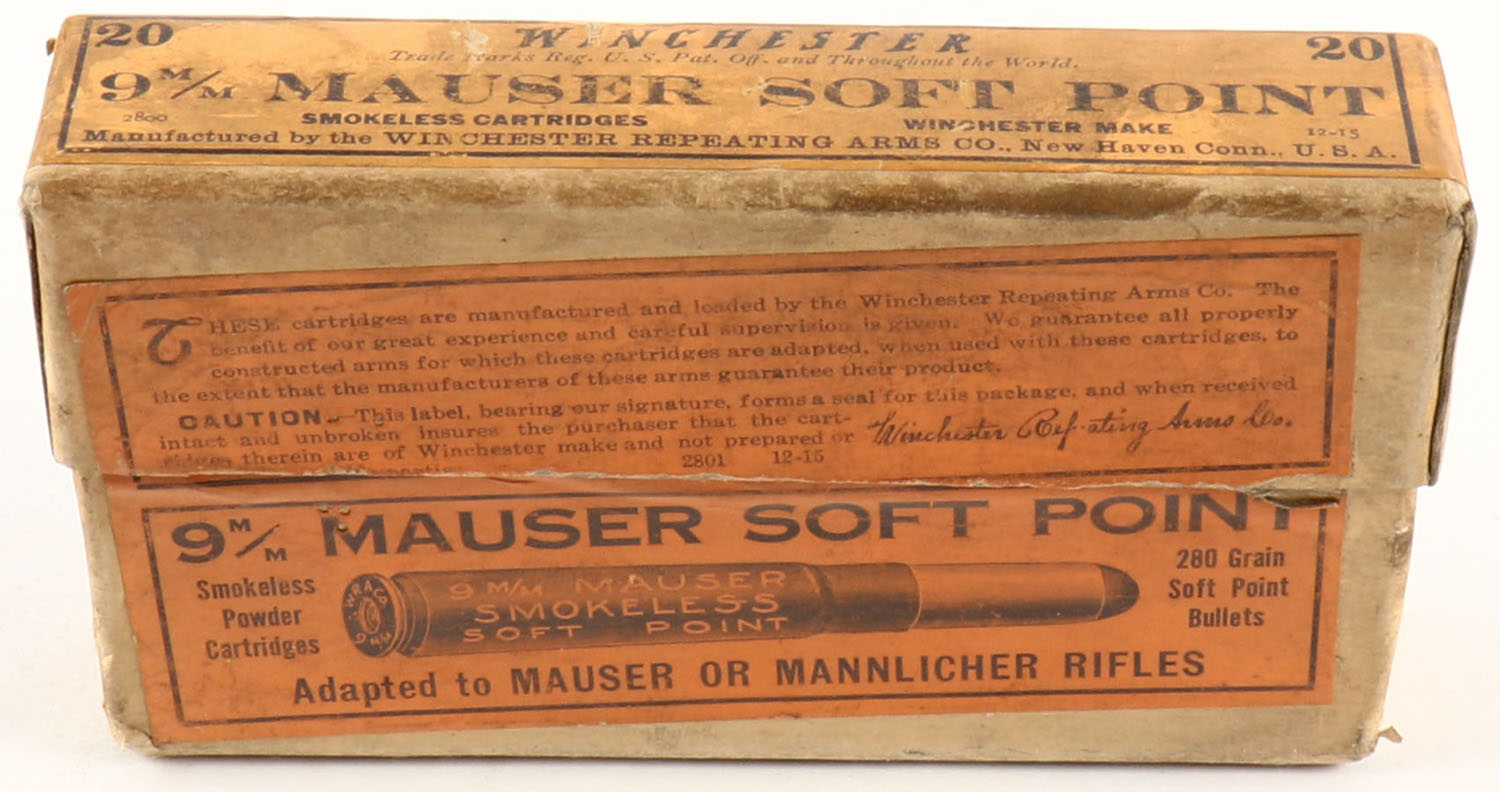 20 WINCHESTER 20
Trade Marks Reg. U. S. Pat. Off. and Throughout the World.
9 M/M MAUSER SOFT POINT
2800 SMOKELESS CARTRIDGES WINCHESTER MAKE 12-15
Manufactured by the WINCHESTER REPEATING ARMS CO., New Haven Conn., U. S. A.
THESE cartridges are manufactured and loaded by the Winchester Repeating Arms Co. The
benefit of our great experience and careful supervision is given. We guarantee all properly
constructed arms for which these cartridges are adapted, when used with these cartridges, to
the extent that the manufacturers of these arms guarantee their product.
CAUTION.—This label, bearing our signature, forms a seal for this package, and when received
intact and unbroken insures the purchaser that the cart-
ridges therein are of Winchester make and not prepared or
Winchester Repeating Arms Co.
2801 12-15
9 M/M MAUSER SOFT POINT
Smokeless
Powder
Cartridges
W.R.A.Co.
9 MM
9 M/M MAUSER
SMOKELESS
SOFT POINT
280 Grain
Soft Point
Bullets
Adapted to MAUSER OR MANNLICHER RIFLES